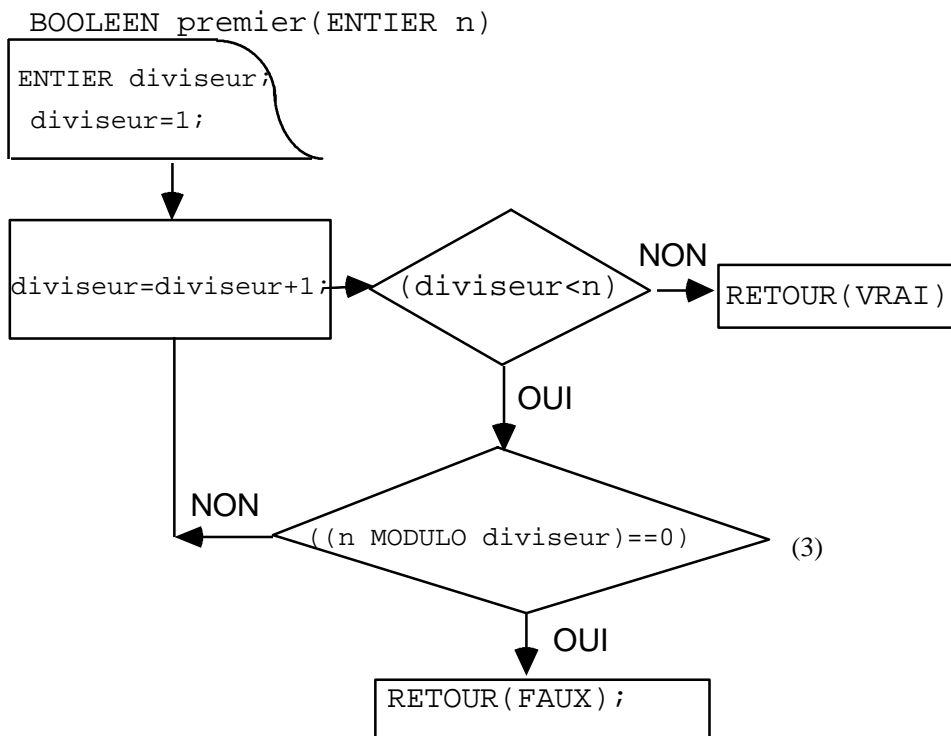 BOOLEEN premier(ENTIER n)
ENTIER diviseur;
diviseur=1;
diviseur=diviseur+1;
(diviseur<n)
NON
RETOUR(VRAI)
OUI
NON
((n MODULO diviseur)==0)
(3)
OUI
RETOUR(FAUX);